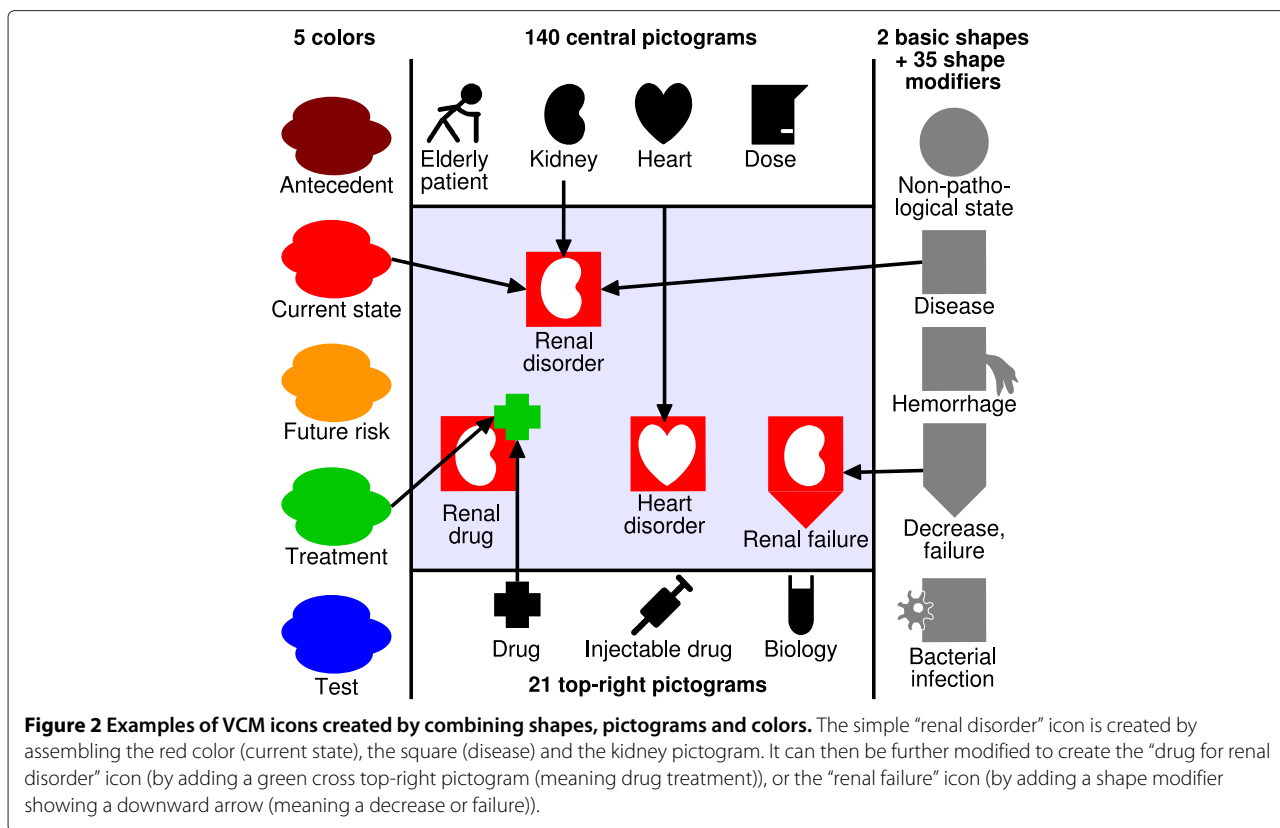 5 colors
140 central pictograms
2 basic shapes
+ 35 shape
modifiers
Antecedent
Current state
Future risk
Treatment
Test
Elderly
patient
Kidney
Heart
Dose
Non-patho-
logical state
Disease
Hemorrhage
Decrease,
failure
Bacterial
infection
Renal
disorder
Renal
drug
Heart
disorder
Renal failure
Drug
Injectable drug
Biology
21 top-right pictograms
Figure 2 Examples of VCM icons created by combining shapes, pictograms and colors. The simple “renal disorder” icon is created by
assembling the red color (current state), the square (disease) and the kidney pictogram. It can then be further modified to create the “drug for renal
disorder” icon (by adding a green cross top-right pictogram (meaning drug treatment)), or the “renal failure” icon (by adding a shape modifier
showing a downward arrow (meaning a decrease or failure)).